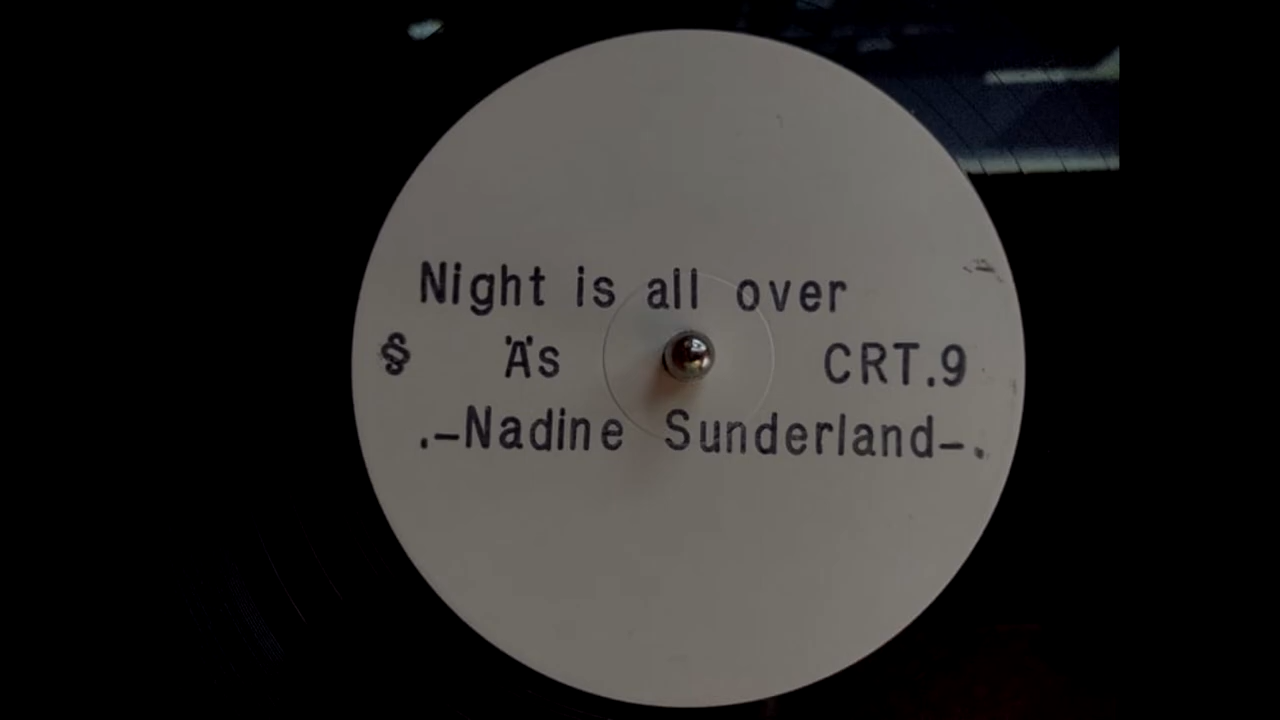 Night is all over
§ Äs CRT.9
.-Nadine Sunderland-.